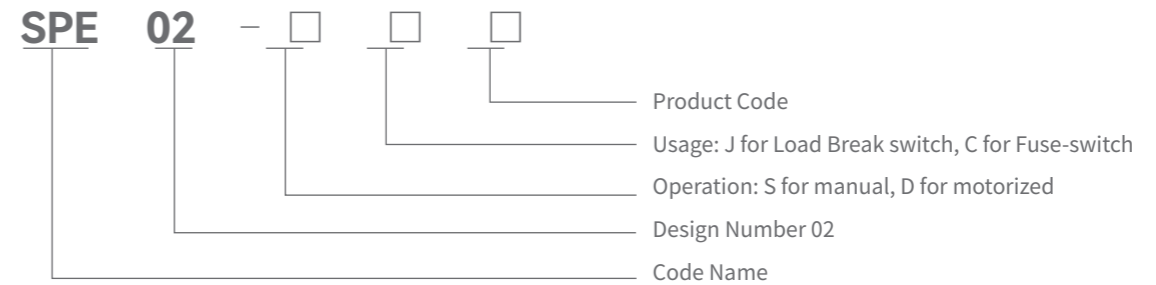 SPE 02 – □ □ □
Product Code
Usage: J for Load Break switch, C for Fuse-switch
Operation: S for manual, D for motorized
Design Number 02
Code Name